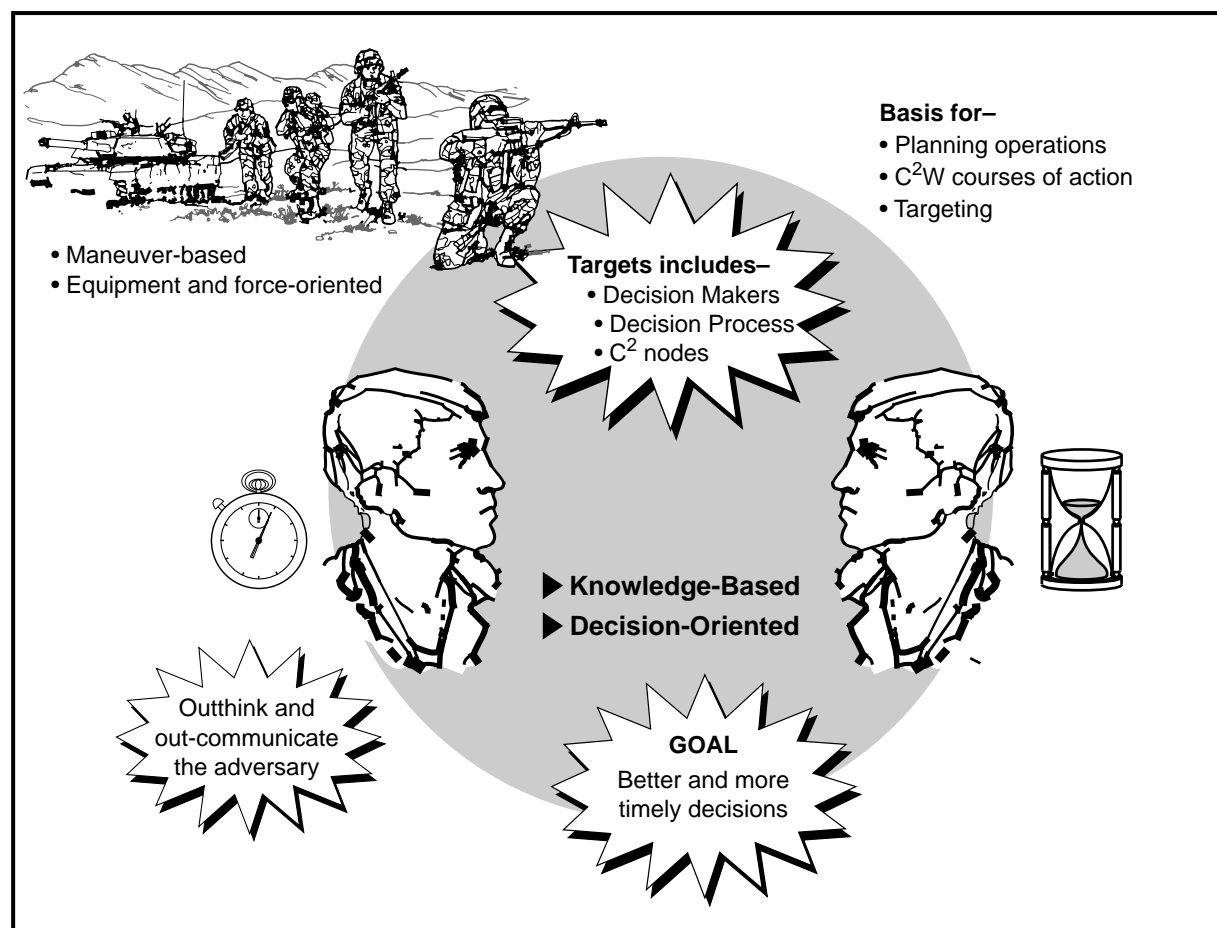 Basis for–
• Planning operations
• C²W courses of action
• Targeting
• Maneuver-based
• Equipment and force-oriented
Targets includes–
• Decision Makers
• Decision Process
• C² nodes
▶ Knowledge-Based
▶ Decision-Oriented
Outthink and
out-communicate
the adversary
GOAL
Better and more
timely decisions